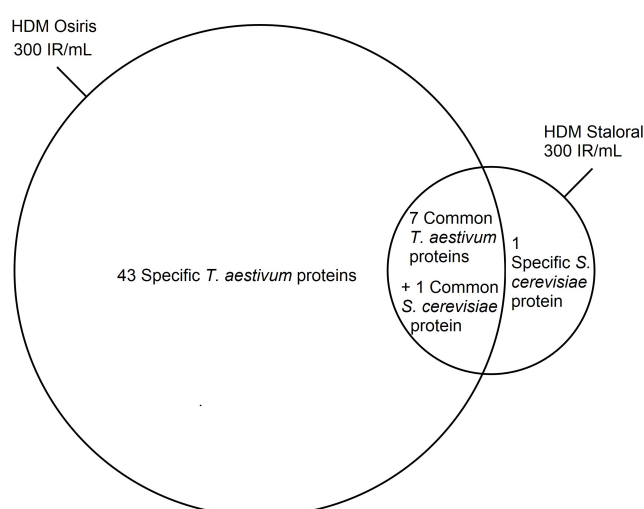 HDM Osiris
300 IR/mL
HDM Staloral
300 IR/mL
43 Specific T. aestivum proteins
7 Common
T. aestivum
proteins
+ 1 Common
S. cerevisiae
protein
1
Specific S.
cerevisiae
protein